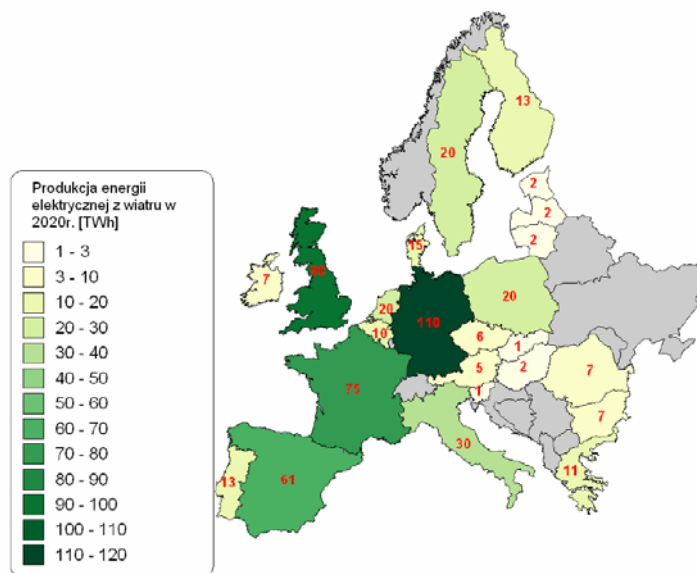 Produkcja energii
elektrycznej z wiatru w
2020r. [TWh]
1 - 3
3 - 10
10 - 20
20 - 30
30 - 40
40 - 50
50 - 60
60 - 70
70 - 80
80 - 90
90 - 100
100 - 110
110 - 120
13
20
2
2
2
15
90
7
20
110
20
10
6
1
5
2
75
1
7
7
30
11
13
61